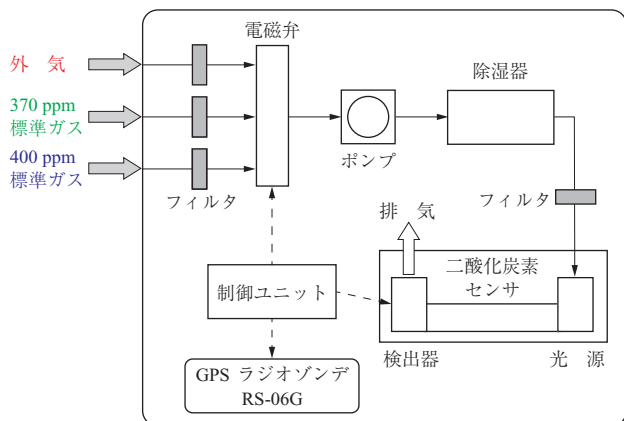 電磁弁
外 気
370 ppm
標準ガス
400 ppm
標準ガス
フィルタ
ポンプ
除湿器
フィルタ
排 気
二酸化炭素
センサ
検出器
光 源
制御ユニット
GPS ラジオゾンデ
RS-06G